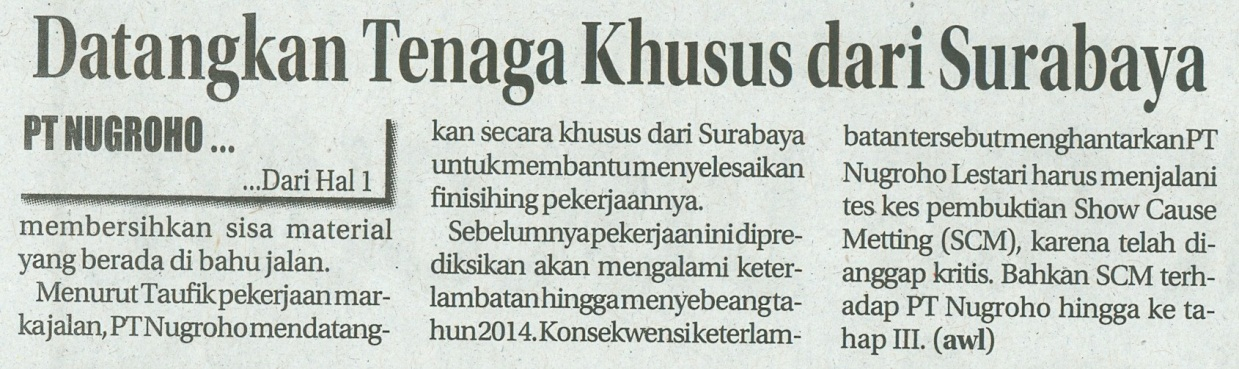 Datangkan Tenaga Khusus dari Surabaya
PT NUGROHO ...
...Dari Hal 1
membersihkan sisa material
yang berada di bahu jalan.
Menurut Taufik pekerjaan mar-
ka jalan, PT Nugroho mendatang-
kan secara khusus dari Surabaya
untuk membantu menyelesaikan
finisihing pekerjaannya.
Sebelumnya pekerjaan ini dipre-
diksikan akan mengalami keter-
lambatan hingga menyebeang ta-
hun 2014. Konsekwensi keterlam-
batan tersebut menghantarkan PT
Nugroho Lestari harus menjalani
tes kes pembuktian Show Cause
Metting (SCM), karena telah di-
anggap kritis. Bahkan SCM terh-
adap PT Nugroho hingga ke ta-
hap III. (awl)